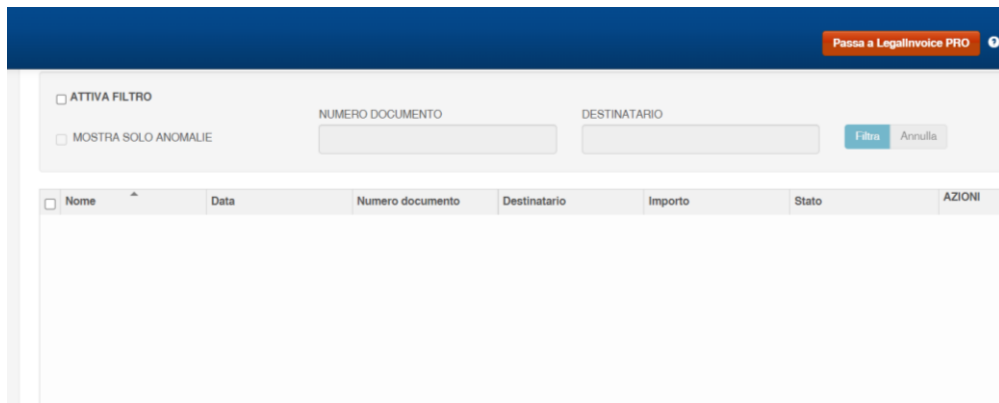 Passa a LegalInvoice PRO
ATTIVA FILTRO
NUMERO DOCUMENTO DESTINATARIO
MOSTRA SOLO ANOMALIE
Filtra Annulla
Nome Data Numero documento Destinatario Importo Stato AZIONI